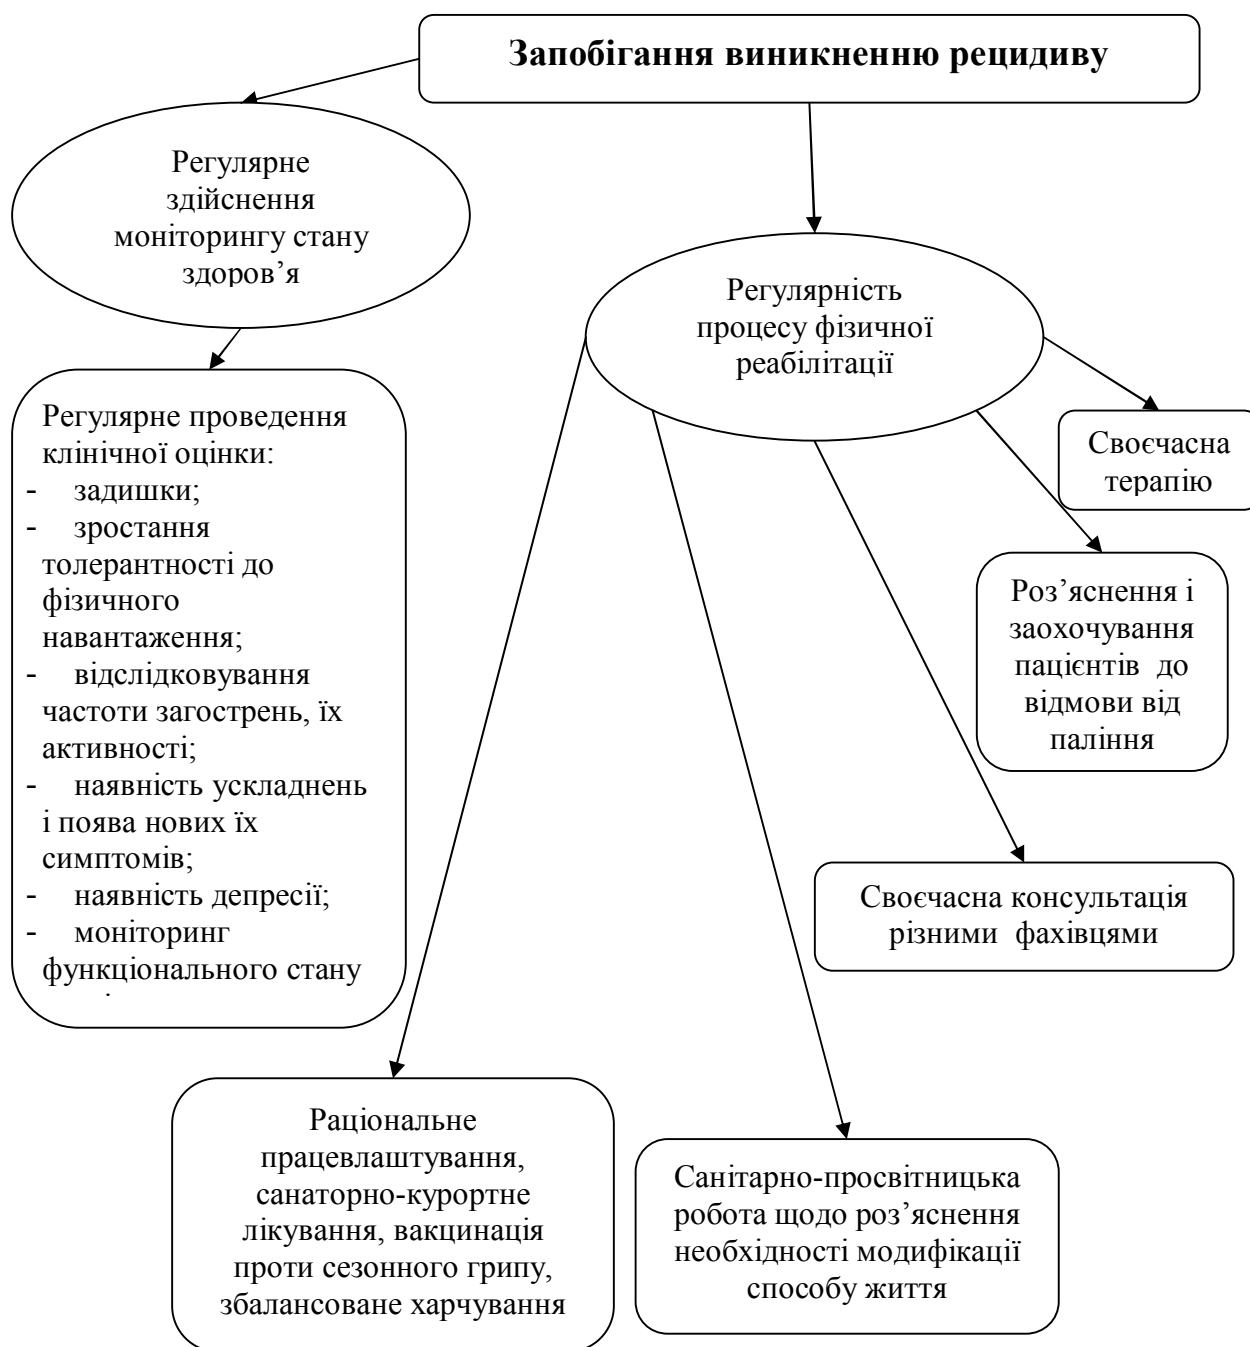 Запобігання виникненню рецидиву
Регулярне
здійснення
моніторингу стану
здоров’я
Регулярність
процесу фізичної
реабілітації
Регулярне проведення
клінічної оцінки:
- задишки;
- зростання
толерантності до
фізичного
навантаження;
- відслідковування
частоти загострень, їх
активності;
- наявність ускладнень
і поява нових їх
симптомів;
- наявність депресії;
- моніторинг
функціонального стану
Своєчасна
терапію
Роз’яснення і
заохочування
пацієнтів до
відмови від
паління
Своєчасна консультація
різними фахівцями
Раціональне
працевлаштування,
санаторно-курортне
лікування, вакцинація
проти сезонного грипу,
збалансоване харчування
Санітарно-просвітницька
робота щодо роз’яснення
необхідності модифікації
способу життя